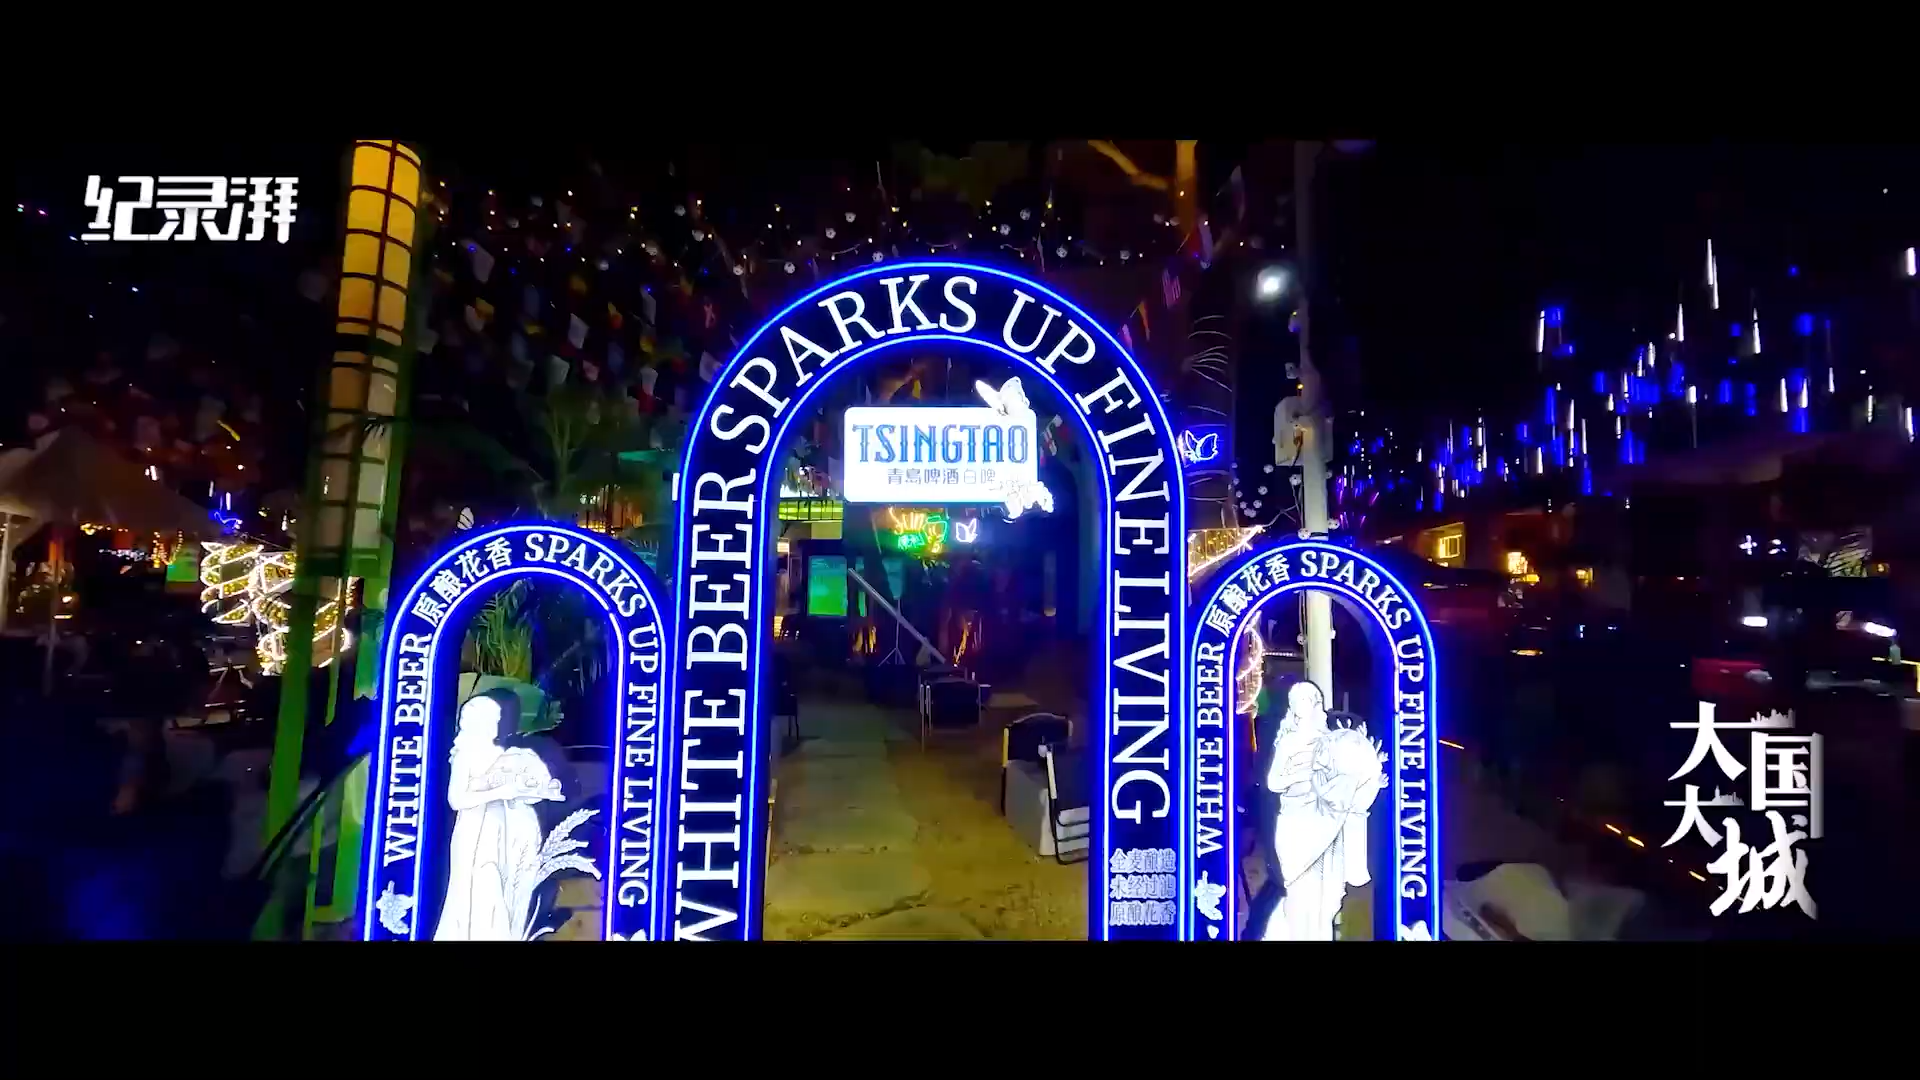 纪录湃
WHITE BEER SPARKS UP FINE LIVING
TSINGTAO
青島啤酒白啤
WHITE BEER 原酿花香 SPARKS UP FINE LIVING
WHITE BEER 原酿花香 SPARKS UP FINE LIVING
全麦酿造
未经过滤
原酿花香
大国
大城